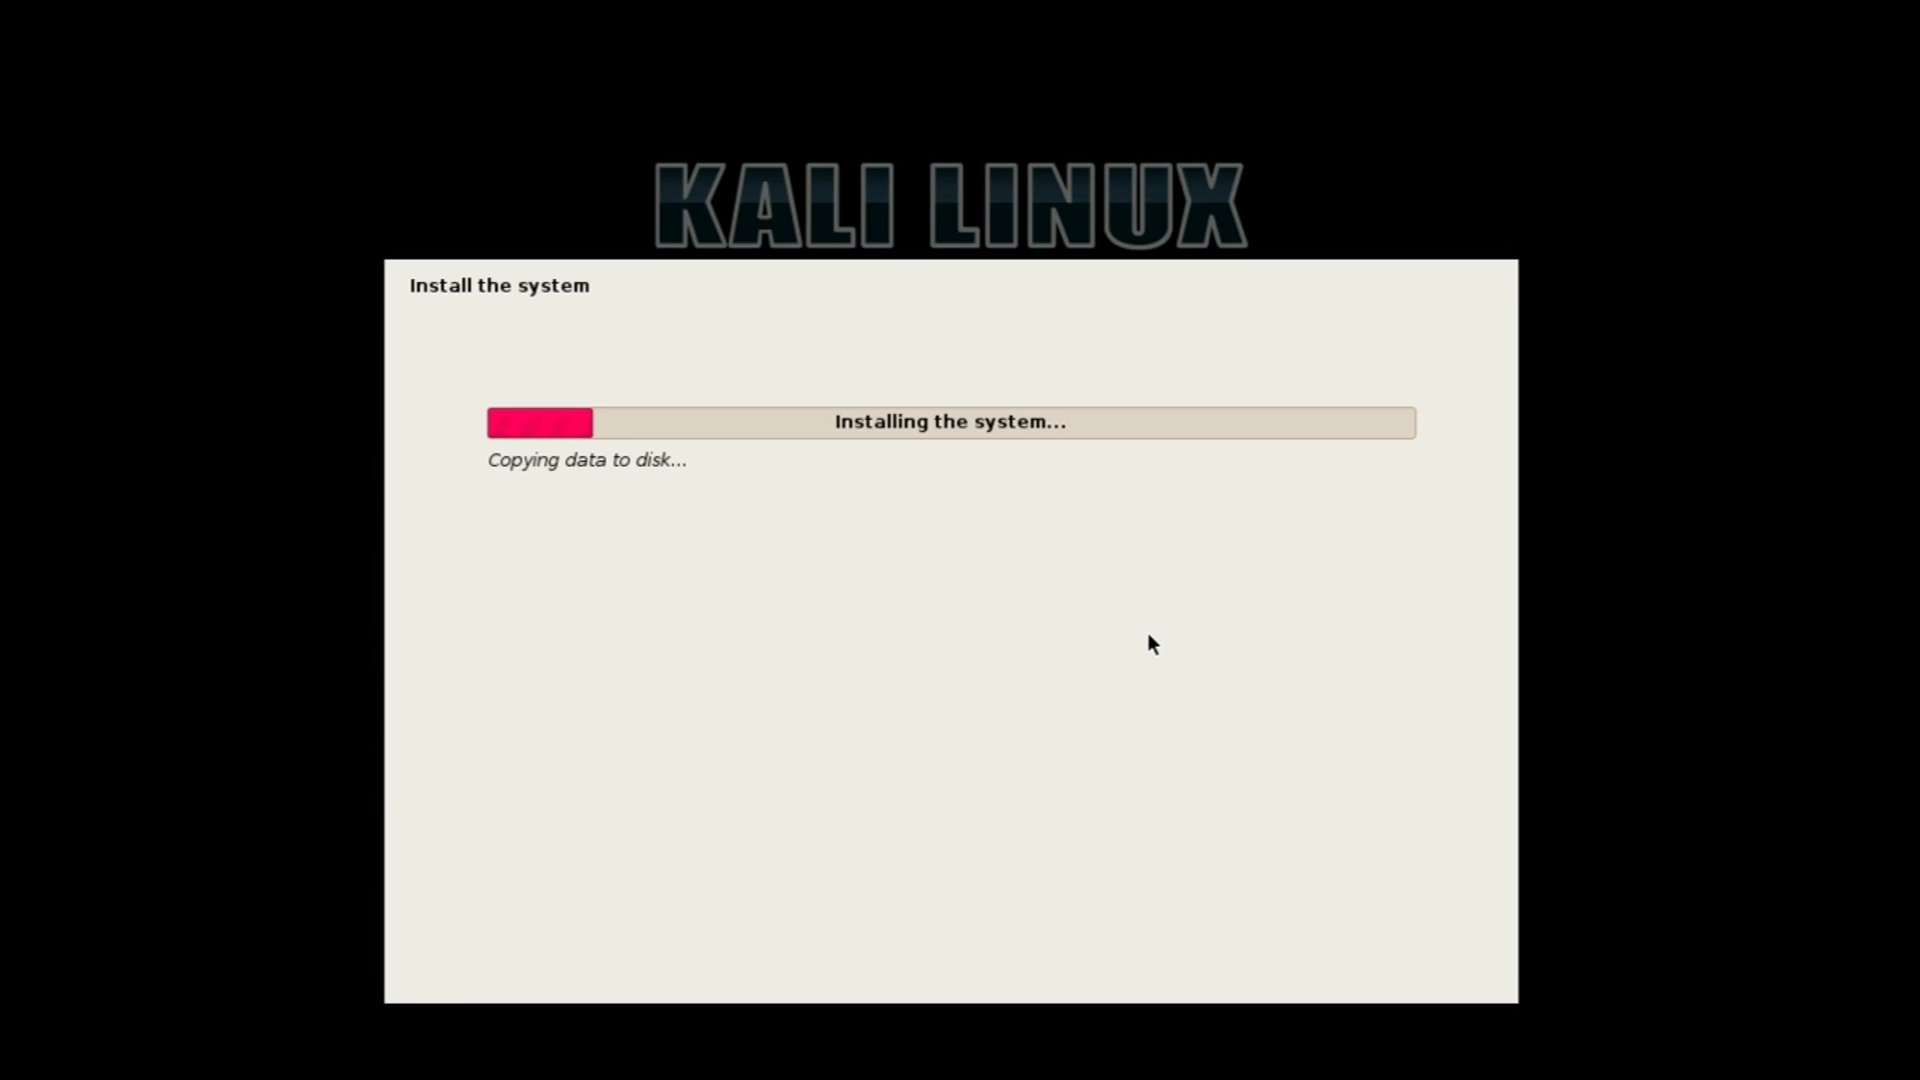 KALI LINUX
Install the system
Installing the system...
Copying data to disk...